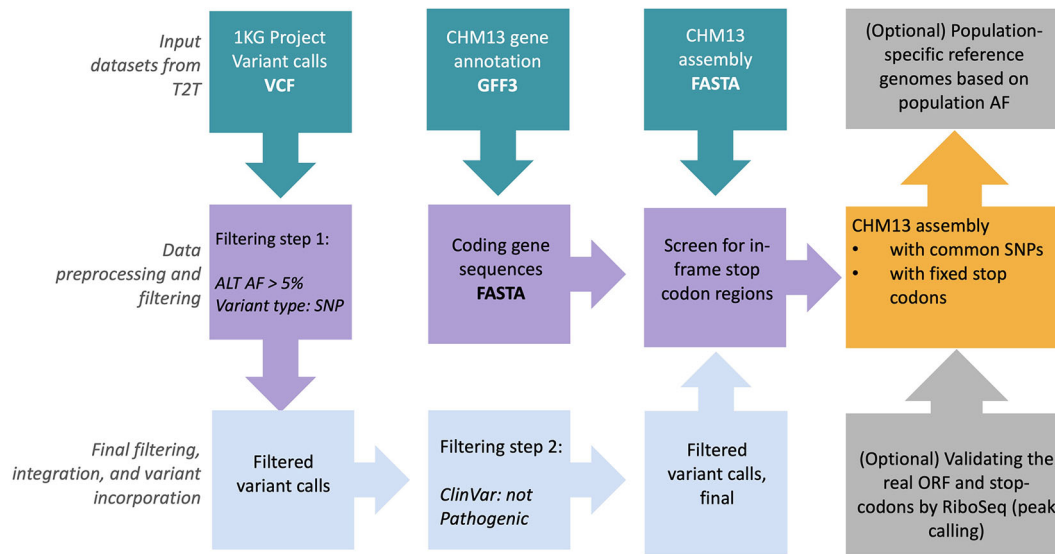 Input
datasets from
T2T
1KG Project
Variant calls
VCF
CHM13 gene
annotation
GFF3
CHM13
assembly
FASTA
(Optional) Population-
specific reference
genomes based on
population AF
Data
preprocessing and
filtering
Filtering step 1:
ALT AF > 5%
Variant type: SNP
Coding gene
sequences
FASTA
Screen for in-
frame stop
codon regions
CHM13 assembly
• with common SNPs
• with fixed stop
codons
Final filtering,
integration, and variant
incorporation
Filtered
variant calls
Filtering step 2:
ClinVar: not
Pathogenic
Filtered
variant calls,
final
(Optional) Validating the
real ORF and stop-
codons by RiboSeq (peak
calling)